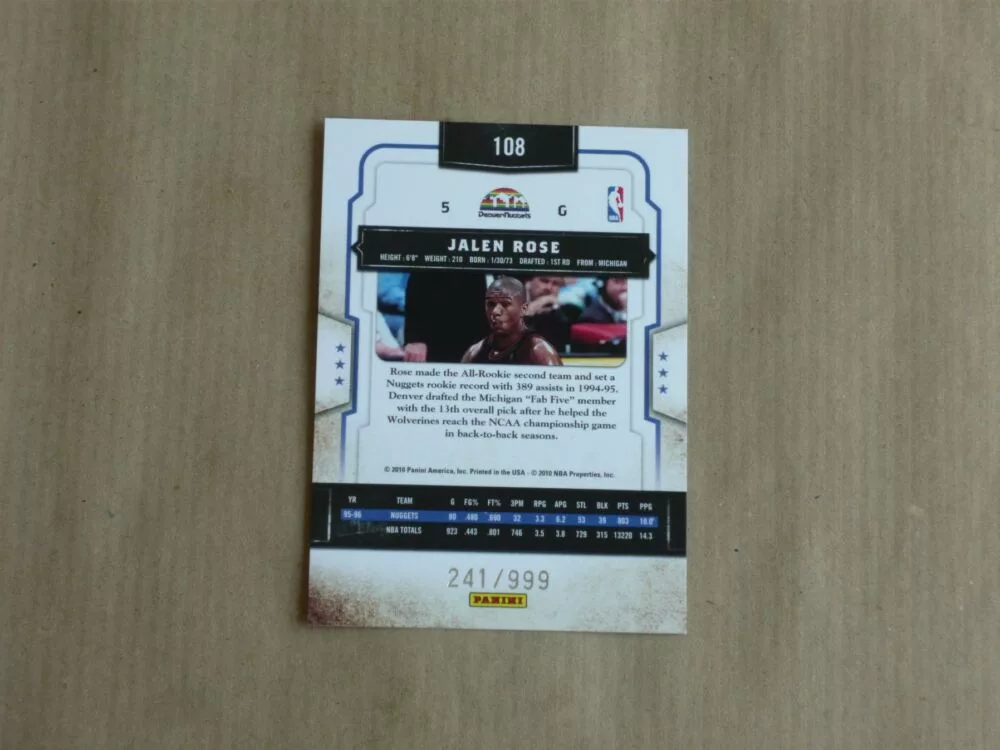 108
5 Denver Nuggets G
NBA
JALEN ROSE
HEIGHT : 6'8" WEIGHT : 210 BORN : 1/30/73 DRAFTED : 1ST RD FROM : MICHIGAN
Rose made the All-Rookie second team and set a
Nuggets rookie record with 389 assists in 1994-95.
Denver drafted the Michigan “Fab Five” member
with the 13th overall pick after he helped the
Wolverines reach the NCAA championship game
in back-to-back seasons.
© 2010 Panini America, Inc. Printed in the USA - © 2010 NBA Properties, Inc.
YR TEAM G FG% FT% 3PM RPG APG STL BLK PTS PPG
95-96 NUGGETS 80 .480 .690 32 3.3 6.2 53 39 803 10.0
NBA TOTALS 923 .443 .801 746 3.5 3.8 729 315 13220 14.3
241/999
PANINI